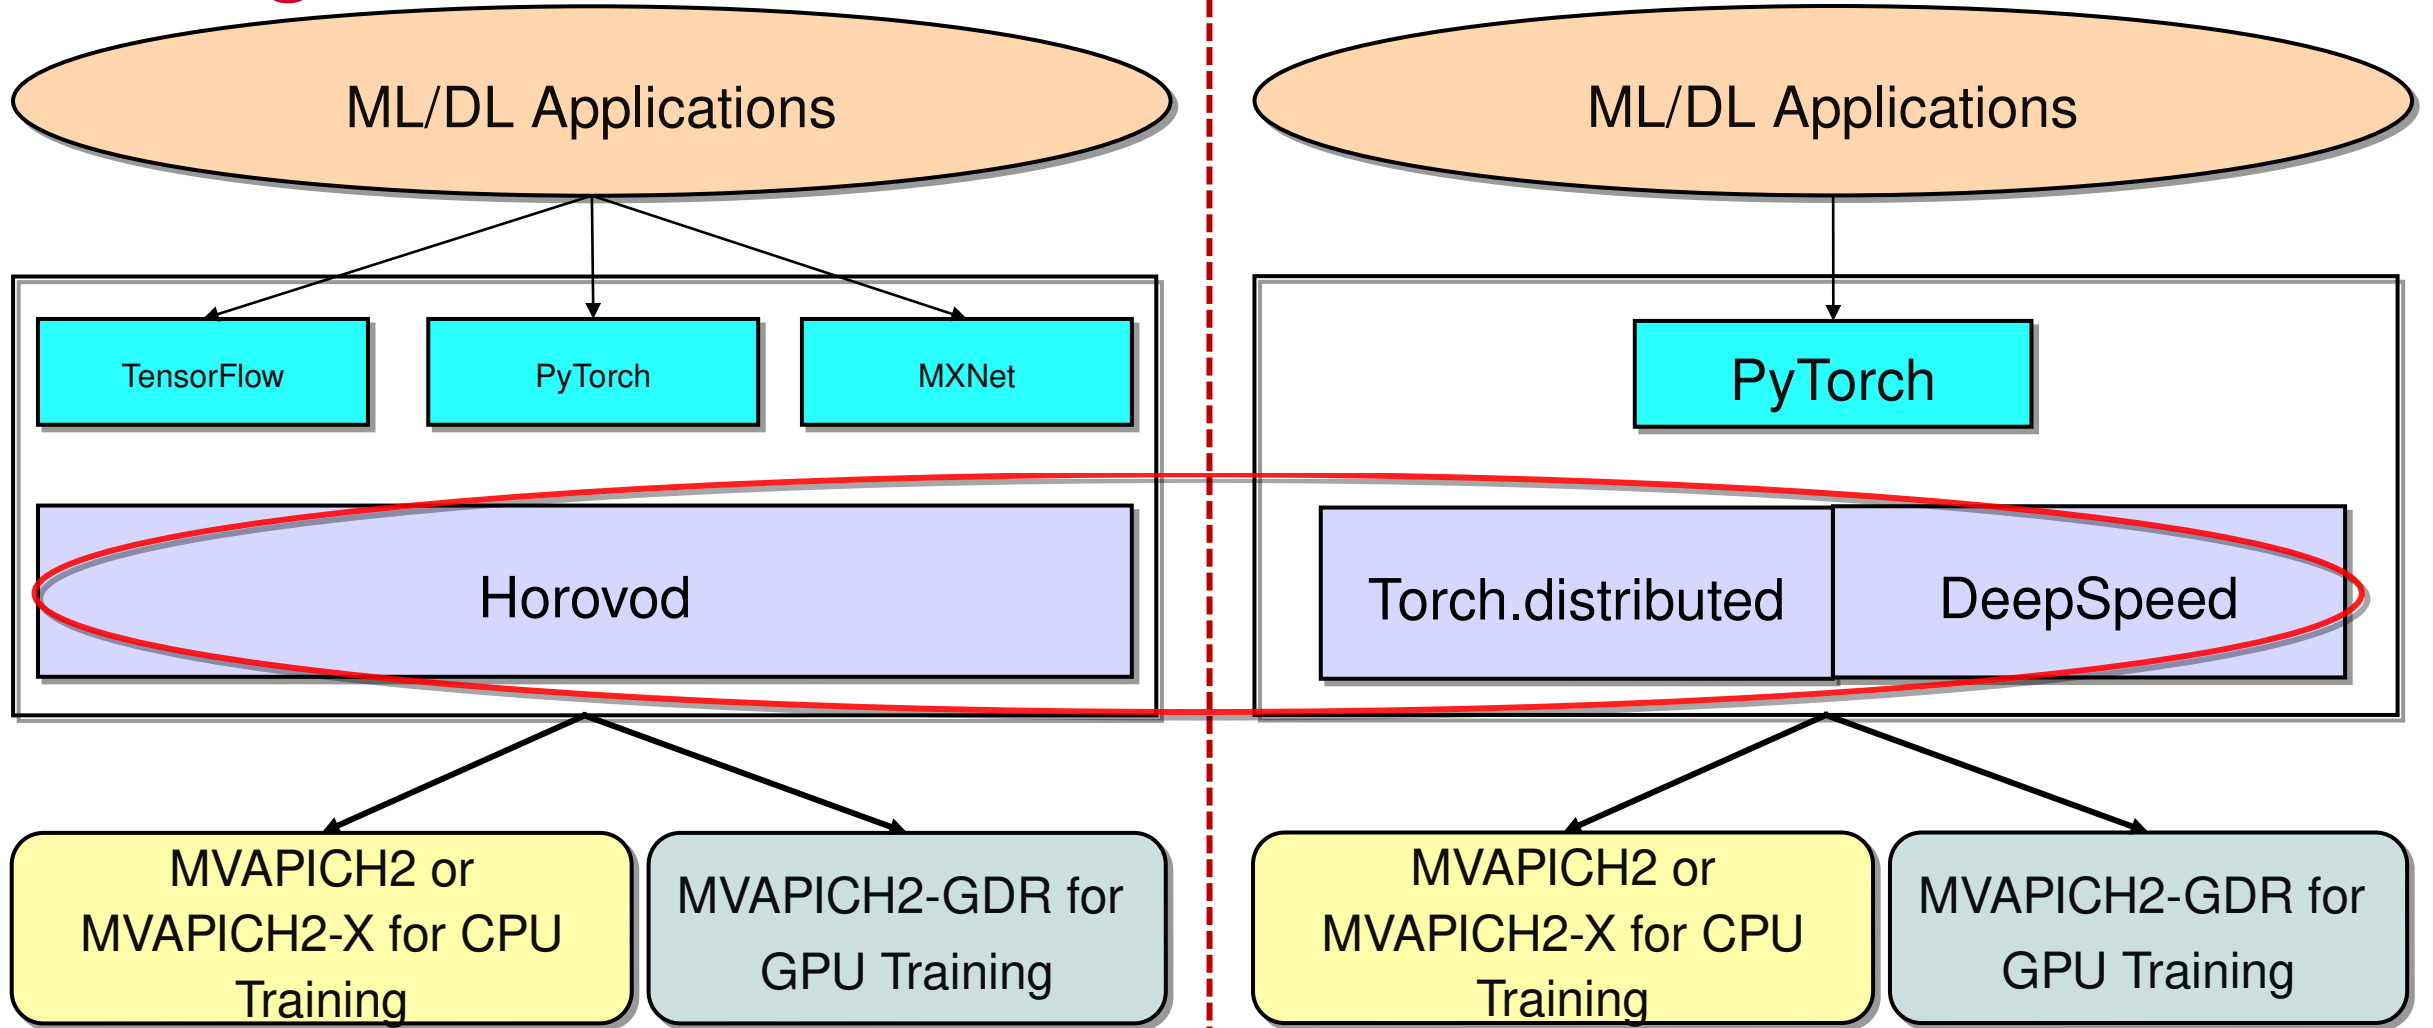 ML/DL Applications
TensorFlow
PyTorch
MXNet
Horovod
MVAPICH2 or
MVAPICH2-X for CPU
Training
MVAPICH2-GDR for
GPU Training
ML/DL Applications
PyTorch
Torch.distributed
DeepSpeed
MVAPICH2 or
MVAPICH2-X for CPU
Training
MVAPICH2-GDR for
GPU Training